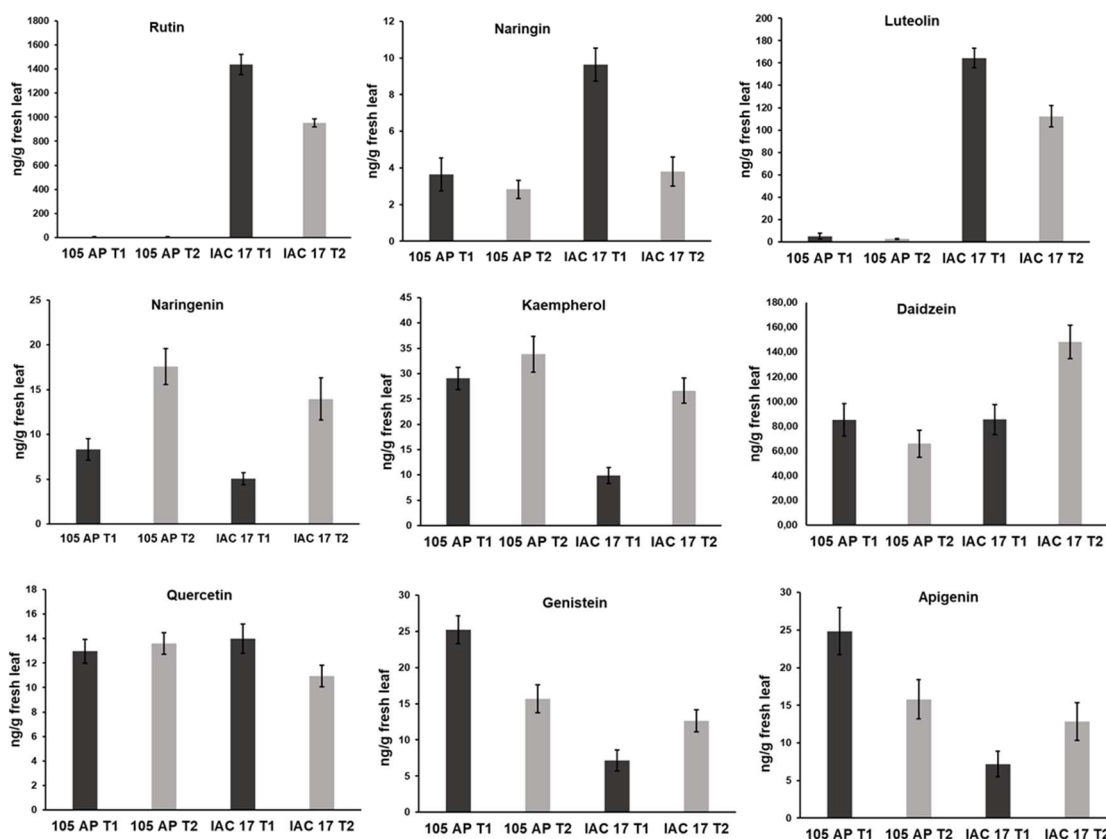 Rutin
ng/g fresh leaf
1800
1600
1400
1200
1000
800
600
400
200
0
105 AP T1 105 AP T2 IAC 17 T1 IAC 17 T2
Naringin
ng/g fresh leaf
12
10
8
6
4
2
0
105 AP T1 105 AP T2 IAC 17 T1 IAC 17 T2
Luteolin
ng/g fresh leaf
200
180
160
140
120
100
80
60
40
20
0
105 AP T1 105 AP T2 IAC 17 T1 IAC 17 T2
Naringenin
ng/g fresh leaf
25
20
15
10
5
0
105 AP T1 105 AP T2 IAC 17 T1 IAC 17 T2
Kaempherol
ng/g fresh leaf
45
40
35
30
25
20
15
10
5
0
105 AP T1 105 AP T2 IAC 17 T1 IAC 17 T2
Daidzein
ng/g fresh leaf
180,00
160,00
140,00
120,00
100,00
80,00
60,00
40,00
20,00
0,00
105 AP T1 105 AP T2 IAC 17 T1 IAC 17 T2
Quercetin
ng/g fresh leaf
18
16
14
12
10
8
6
4
2
0
105 AP T1 105 AP T2 IAC 17 T1 IAC 17 T2
Genistein
ng/g fresh leaf
30
25
20
15
10
5
0
105 AP T1 105 AP T2 IAC 17 T1 IAC 17 T2
Apigenin
ng/g fresh leaf
30
25
20
15
10
5
0
105 AP T1 105 AP T2 IAC 17 T1 IAC 17 T2